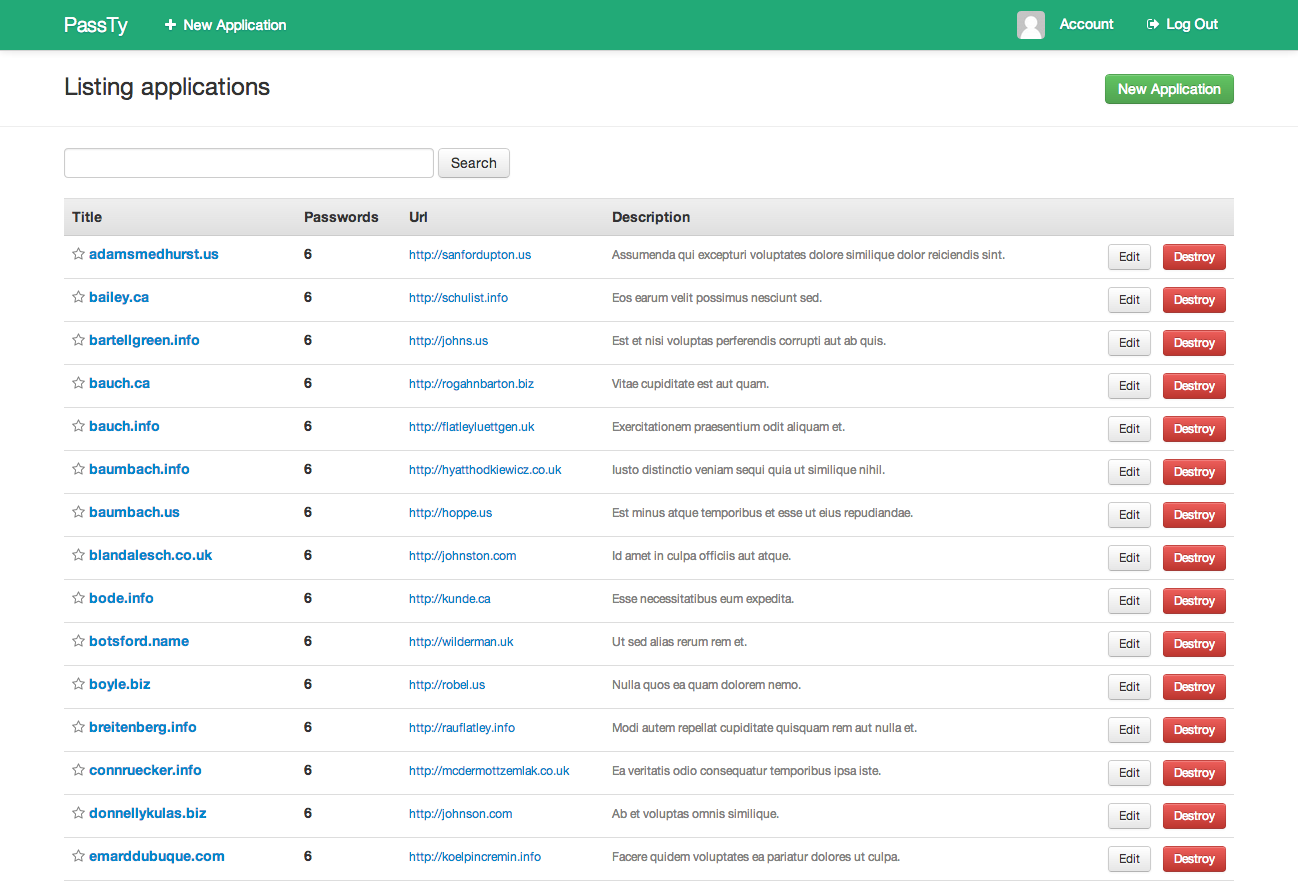 PassTy + New Application Account Log Out
Listing applications New Application
Search
Title Passwords Url Description
adamsmedhurst.us 6 http://sanfordupton.us Assumenda qui excepturi voluptates dolore similique dolor reiciendis sint. Edit Destroy
bailey.ca 6 http://schulist.info Eos earum velit possimus nesciunt sed. Edit Destroy
bartellgreen.info 6 http://johns.us Est et nisi voluptas perferendis corrupti aut ab quis. Edit Destroy
bauch.ca 6 http://rogahnbarton.biz Vitae cupiditate est aut quam. Edit Destroy
bauch.info 6 http://flatleyluettgen.uk Exercitationem praesentium odit aliquam et. Edit Destroy
baumbach.info 6 http://hyatthodkiewicz.co.uk Iusto distinctio veniam sequi quia ut similique nihil. Edit Destroy
baumbach.us 6 http://hoppe.us Est minus atque temporibus et esse ut eius repudiandae. Edit Destroy
blandalesch.co.uk 6 http://johnston.com Id amet in culpa officiis aut atque. Edit Destroy
bode.info 6 http://kunde.ca Esse necessitatibus eum expedita. Edit Destroy
botsford.name 6 http://wilderman.uk Ut sed alias rerum rem et. Edit Destroy
boyle.biz 6 http://robel.us Nulla quos ea quam dolorem nemo. Edit Destroy
breitenberg.info 6 http://rauflatley.info Modi autem repellat cupiditate quisquam rem aut nulla et. Edit Destroy
connruecker.info 6 http://mcdermottzemlak.co.uk Ea veritatis odio consequatur temporibus ipsa iste. Edit Destroy
donnellykulas.biz 6 http://johnson.com Ab et voluptas omnis similique. Edit Destroy
emarddubuque.com 6 http://koelpincremin.info Facere quidem voluptates ea pariatur dolores ut culpa. Edit Destroy